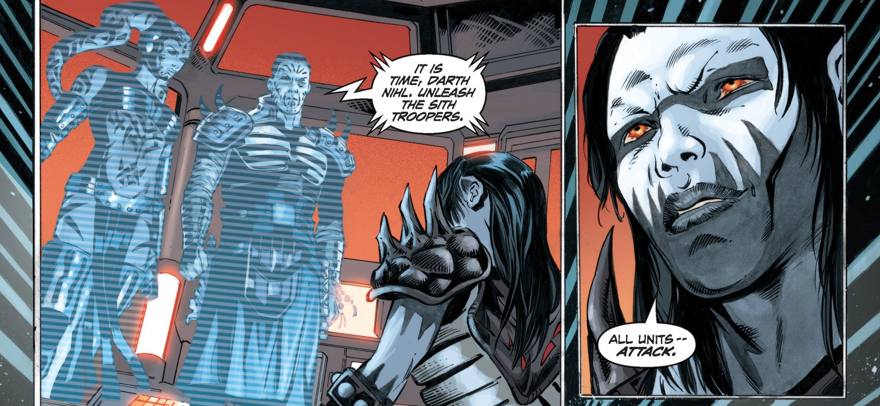 IT IS
TIME, DARTH
NIHL. UNLEASH
THE SITH
TROOPERS.
ALL UNITS--
ATTACK.